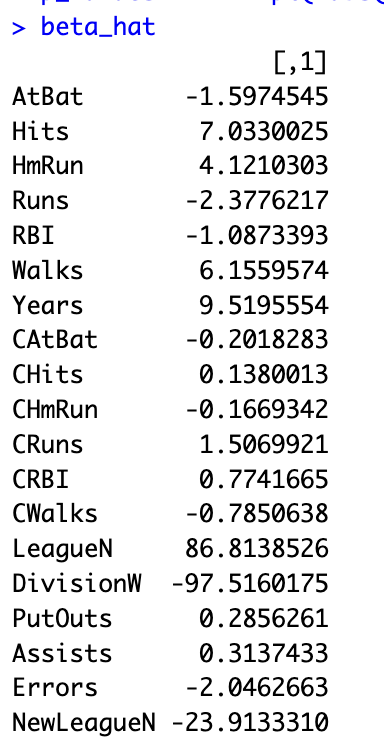 > beta_hat
[,1]
AtBat -1.5974545
Hits 7.0330025
HmRun 4.1210303
Runs -2.3776217
RBI -1.0873393
Walks 6.1559574
Years 9.5195554
CAtBat -0.2018283
CHits 0.1380013
CHmRun -0.1669342
CRuns 1.5069921
CRBI 0.7741665
CWalks -0.7850638
LeagueN 86.8138526
DivisionW -97.5160175
PutOuts 0.2856261
Assists 0.3137433
Errors -2.0462663
NewLeagueN -23.9133310